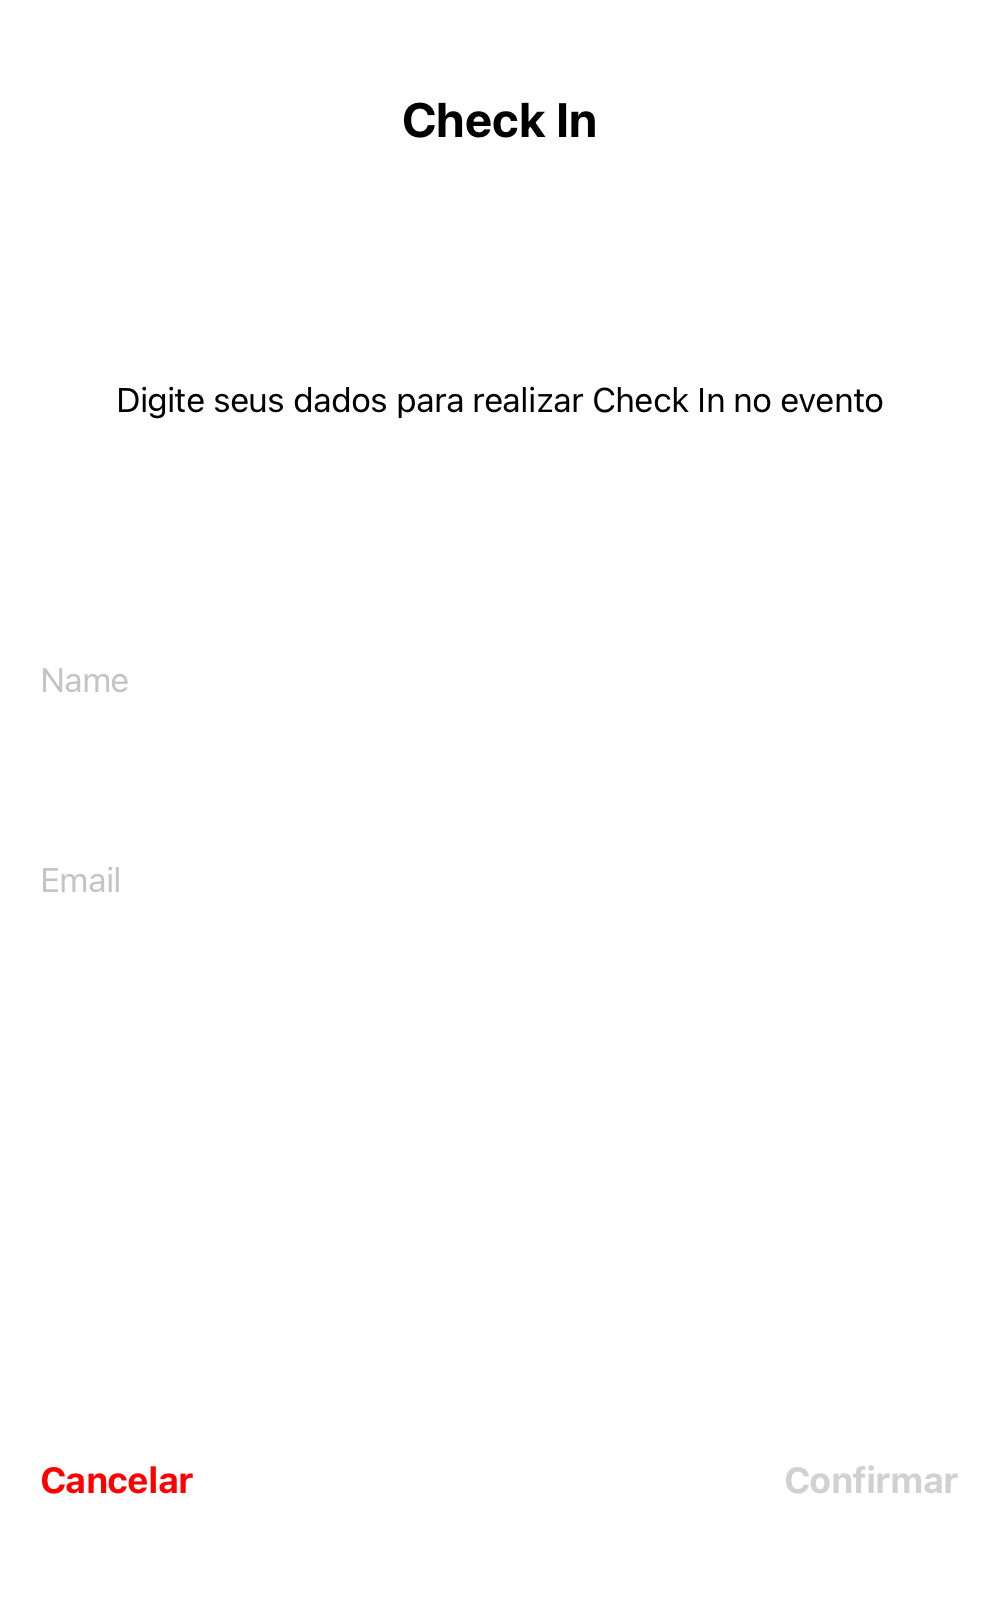 Check In
Digite seus dados para realizar Check In no evento
Name
Email
Cancelar
Confirmar